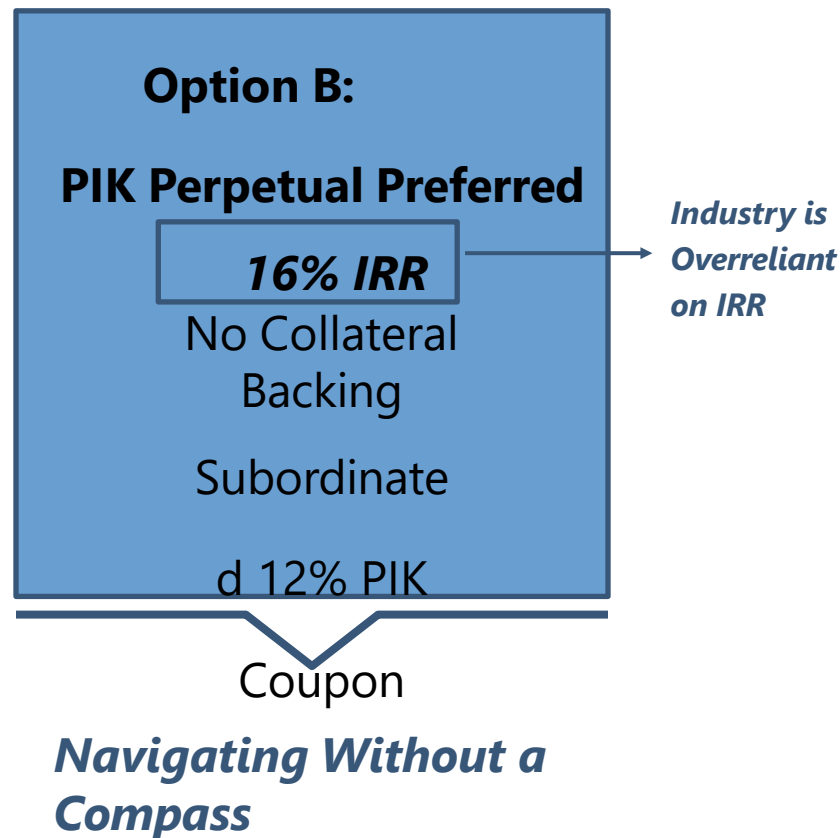 Option B:
PIK Perpetual Preferred
16% IRR
No Collateral
Backing
Subordinate
d 12% PIK
Coupon
Industry is
Overreliant
on IRR
Navigating Without a
Compass